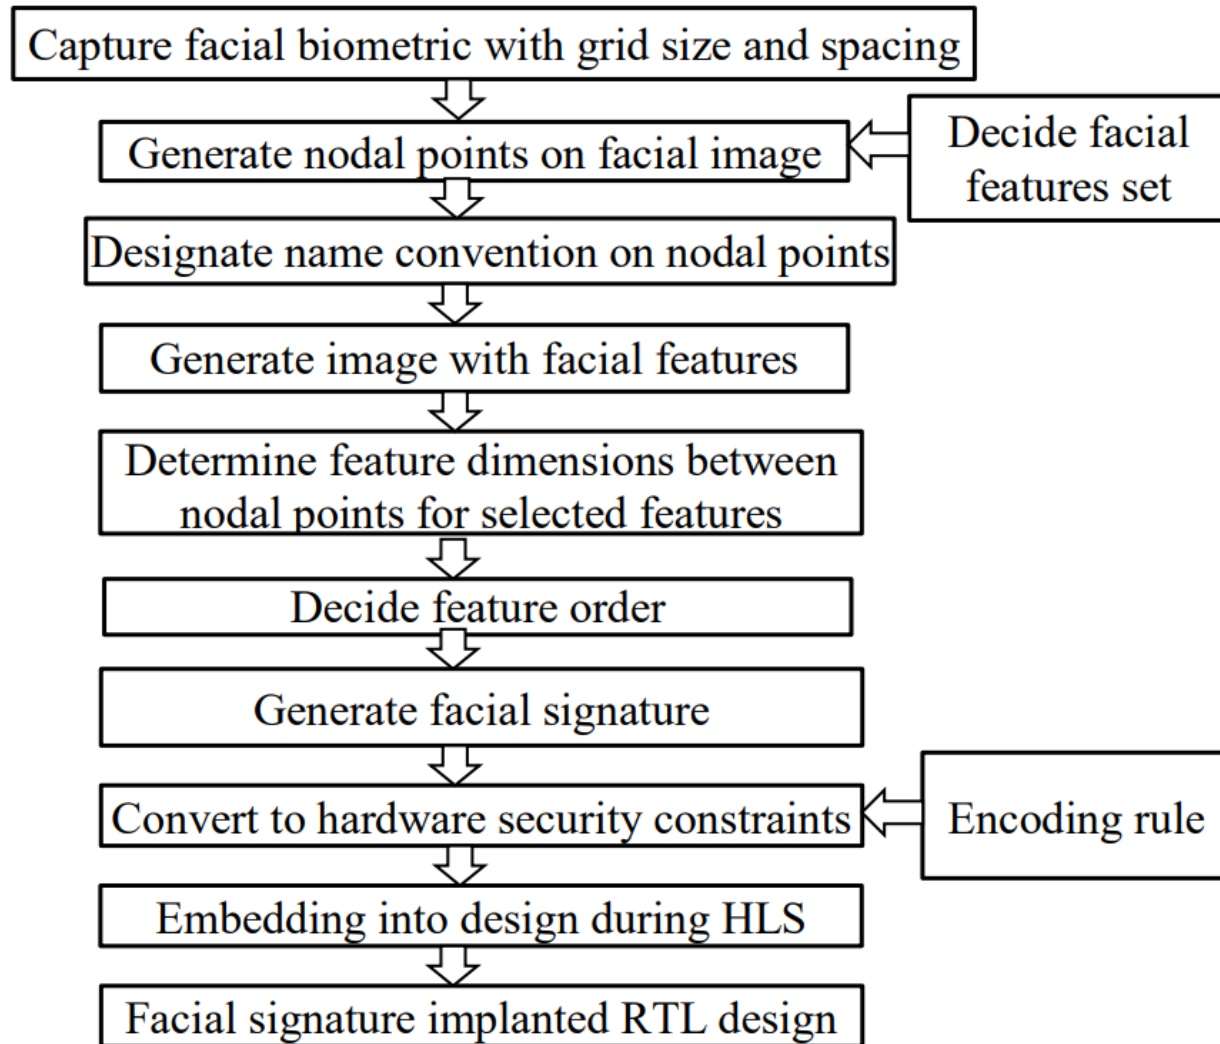 Capture facial biometric with grid size and spacing
Generate nodal points on facial image
Decide facial
features set
Designate name convention on nodal points
Generate image with facial features
Determine feature dimensions between
nodal points for selected features
Decide feature order
Generate facial signature
Convert to hardware security constraints
Encoding rule
Embedding into design during HLS
Facial signature implanted RTL design